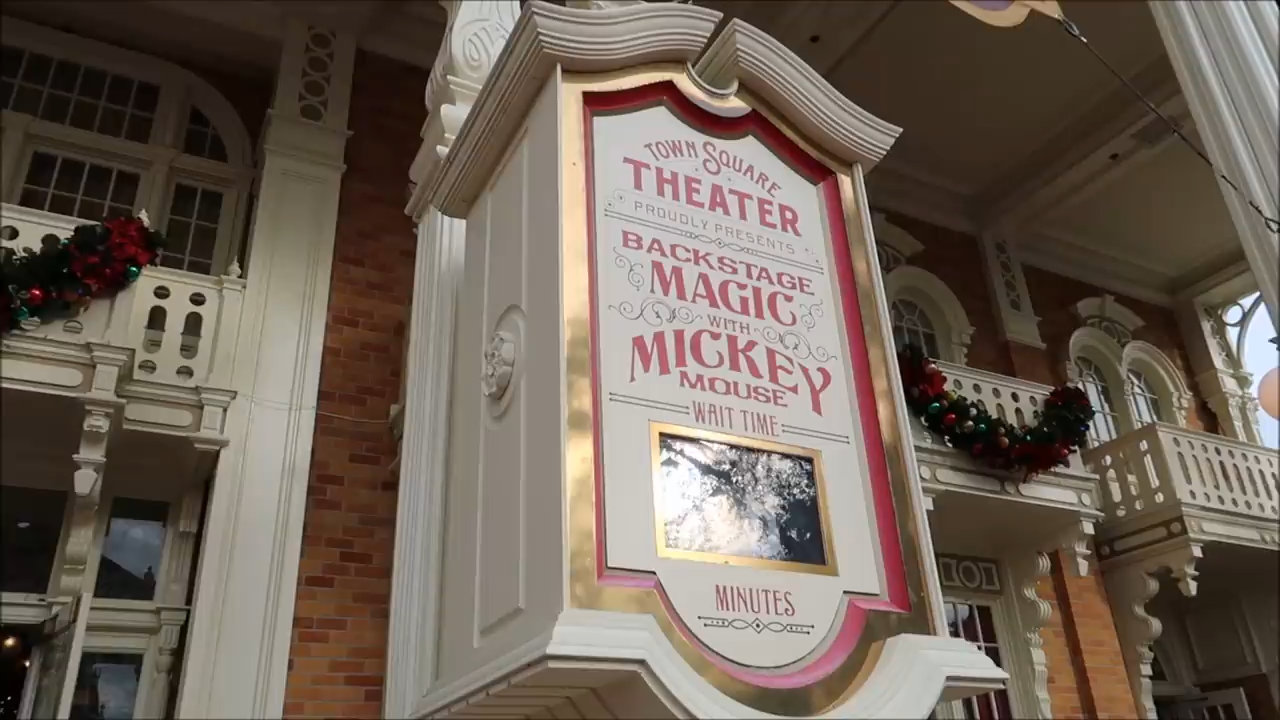 TOWN SQUARE
THEATER
PROUDLY PRESENTS
BACKSTAGE
MAGIC
WITH
MICKEY
MOUSE
WAIT TIME
MINUTES